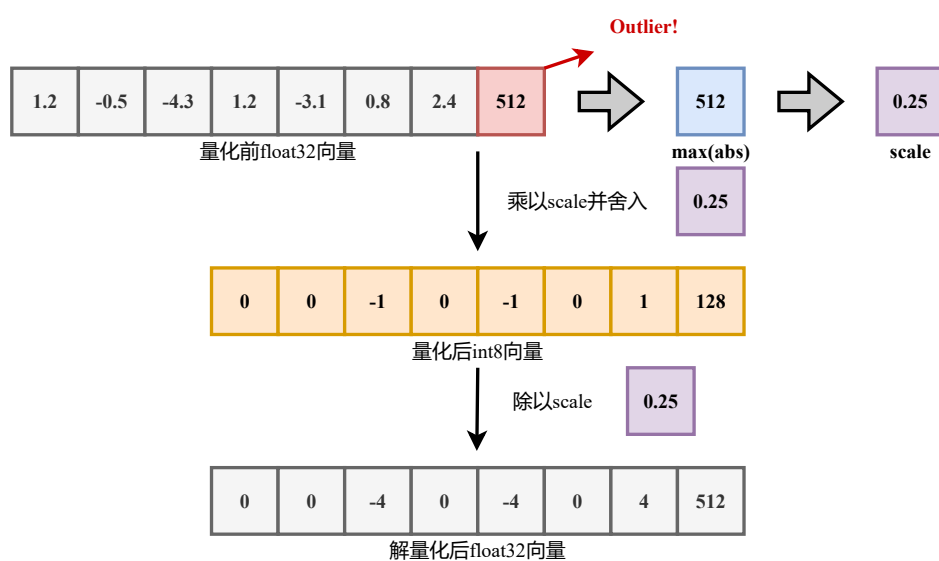 Outlier!
1.2 -0.5 -4.3 1.2 -3.1 0.8 2.4 512 512 0.25
量化前float32向量 max(abs) scale
乘以scale并舍入 0.25
0 0 -1 0 -1 0 1 128
量化后int8向量
除以scale 0.25
0 0 -4 0 -4 0 4 512
解量化后float32向量